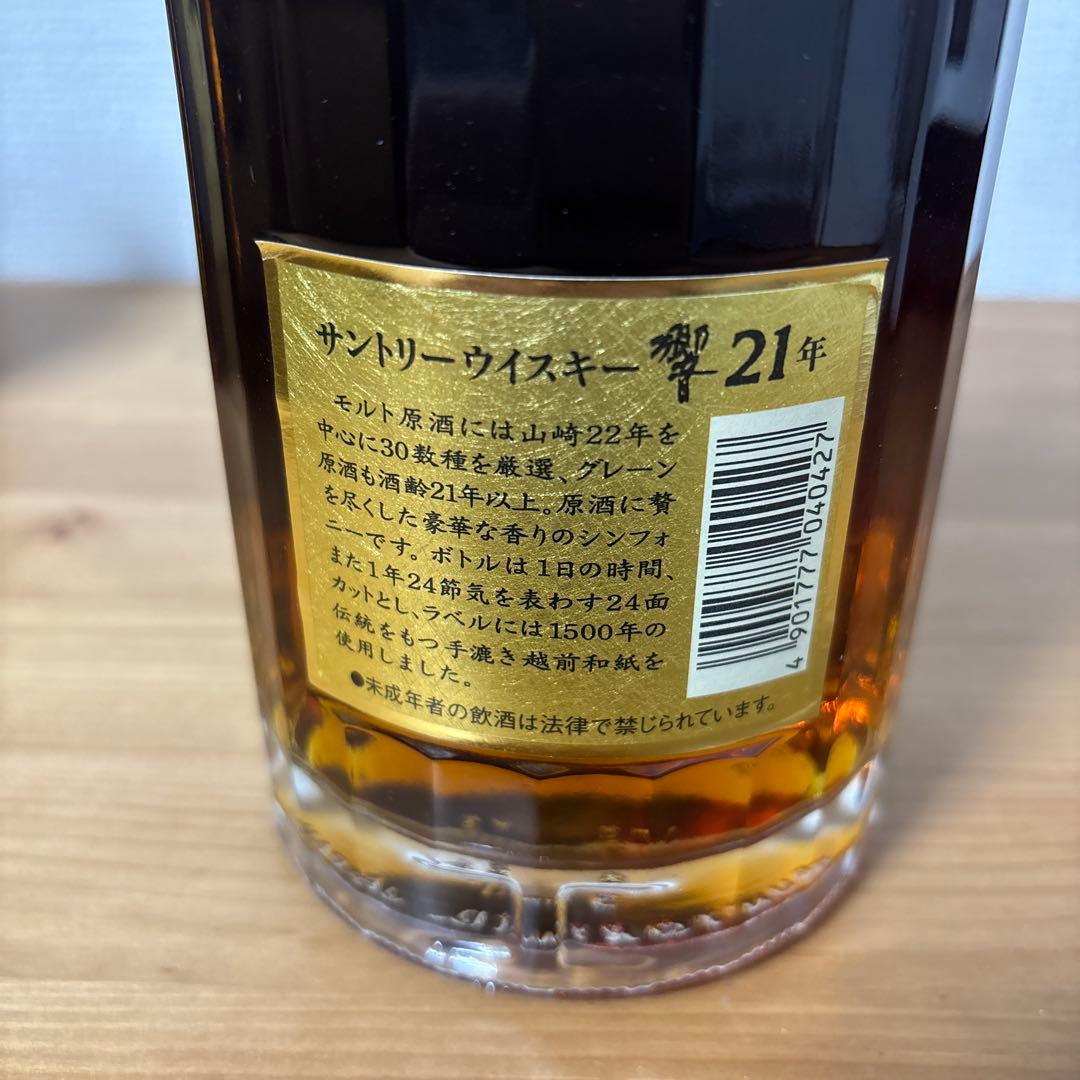 サントリーウイスキー 響 21年
モルト原酒には山崎22年を
中心に30数種を厳選、グレーン
原酒も酒齢21年以上。原酒に贅
を尽くした豪華な香りのシンフォ
ニーです。ボトルは1日の時間、
また1年24節気を表わす24面
カットとし、ラベルには1500年の
伝統をもつ手漉き越前和紙を
使用しました。
●未成年者の飲酒は法律で禁じられています。
4 901777 040427